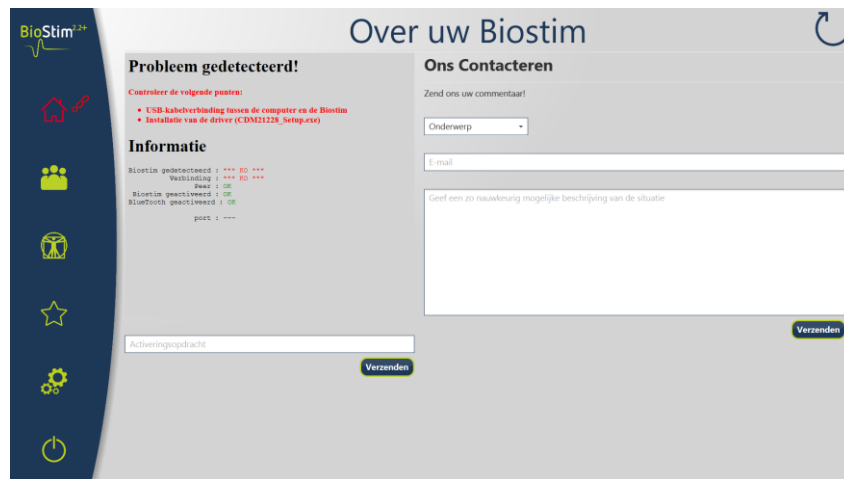 BioStim2.2+
Over uw Biostim
Probleem gedetecteerd!
Controleer de volgende punten:
• USB-kabelverbinding tussen de computer en de Biostim
• Installatie van de driver (CDM21228_Setup.exe)
Informatie
Biostim gedetecteerd : *** KO ***
Verbinding : *** KO ***
Peer : OK
Biostim geactiveerd : OK
BlueTooth geactiveerd : OK
port : ---
Activeringsopdracht
Verzenden
Ons Contacteren
Zend ons uw commentaar!
Onderwerp
E-mail
Geef een zo nauwkeurig mogelijke beschrijving van de situatie
Verzenden